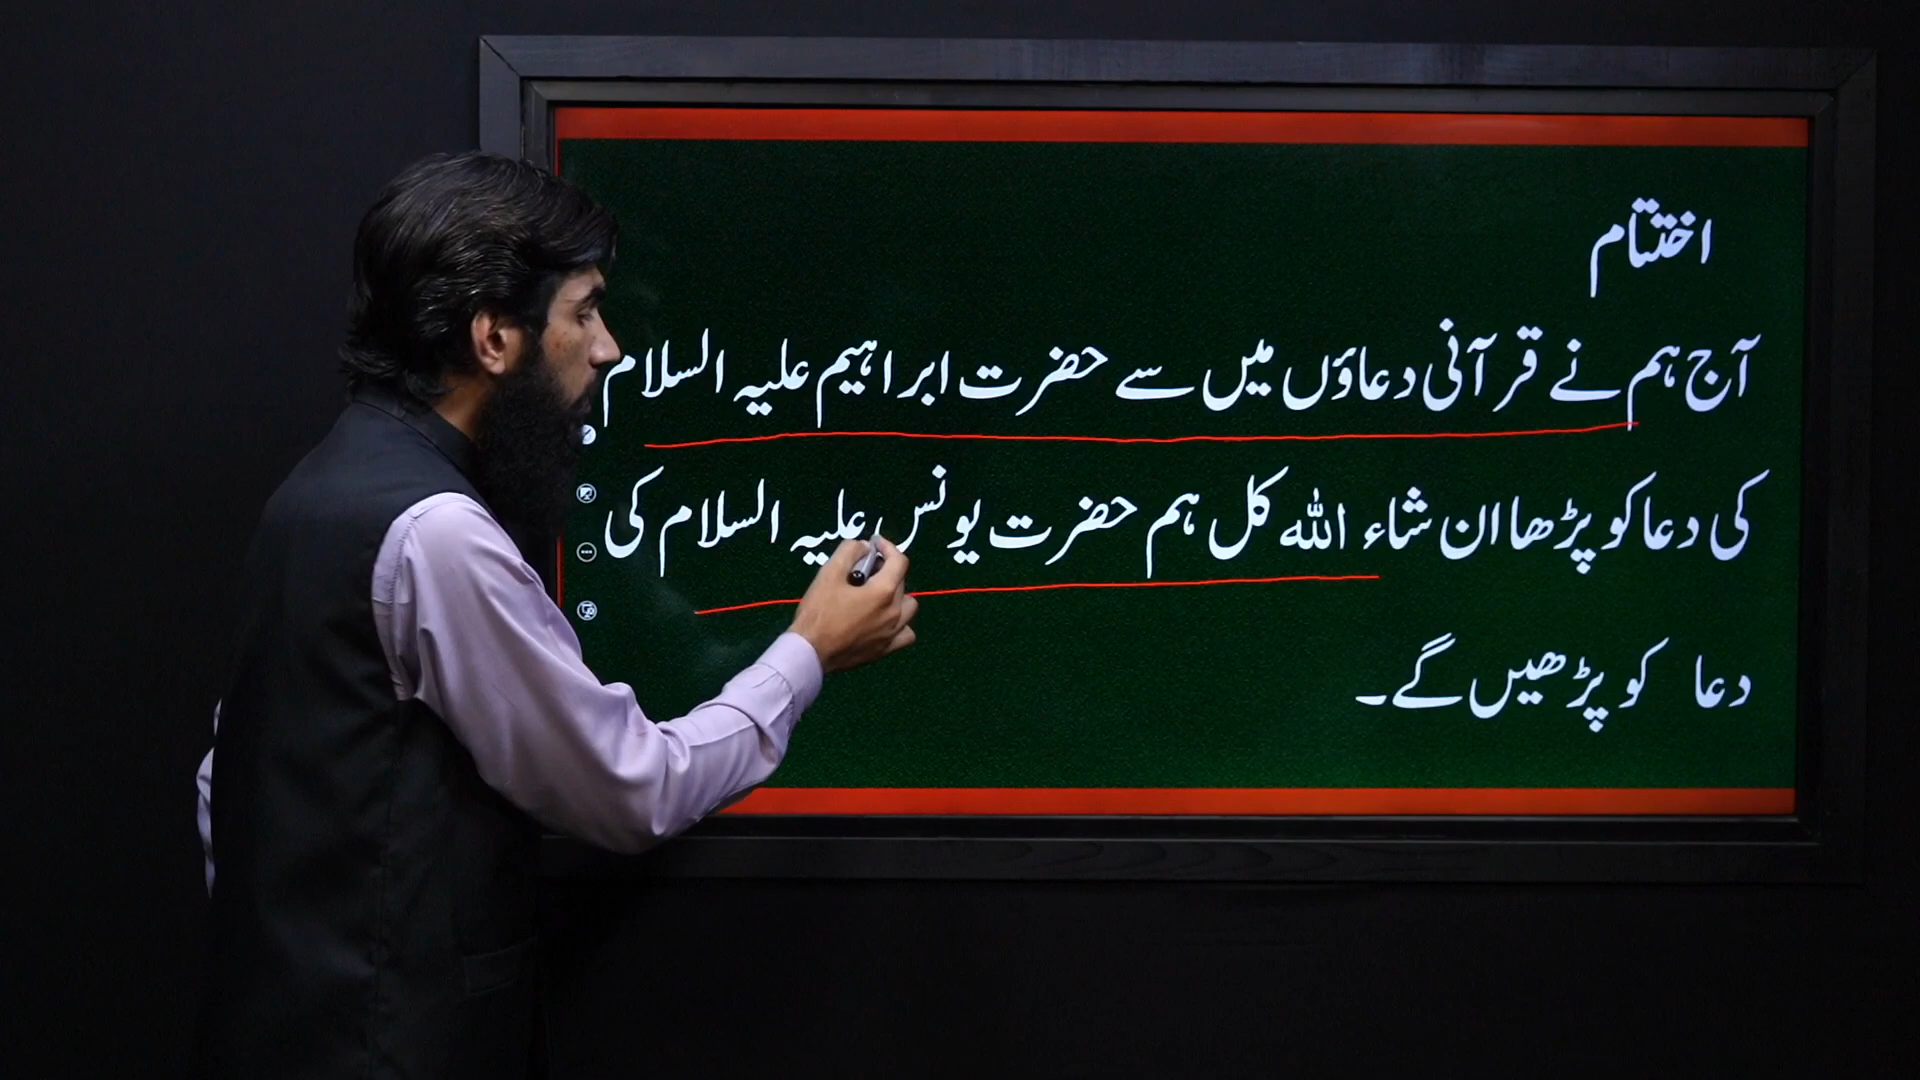 اختتام
آج ہم نے قرآنی دعاؤں میں سے حضرت ابراہیم علیہ السلام
کی دعا کو پڑھا ان شاء اللہ کل ہم حضرت یونس علیہ السلام کی
دعا کو پڑھیں گے۔